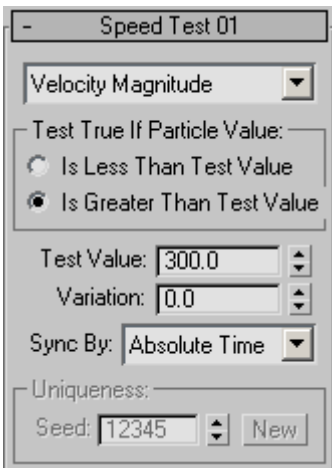 - Speed Test 01
Velocity Magnitude
Test True If Particle Value:
Is Less Than Test Value
Is Greater Than Test Value
Test Value: 300.0
Variation: 0.0
Sync By: Absolute Time
Uniqueness:
Seed: 12345 New